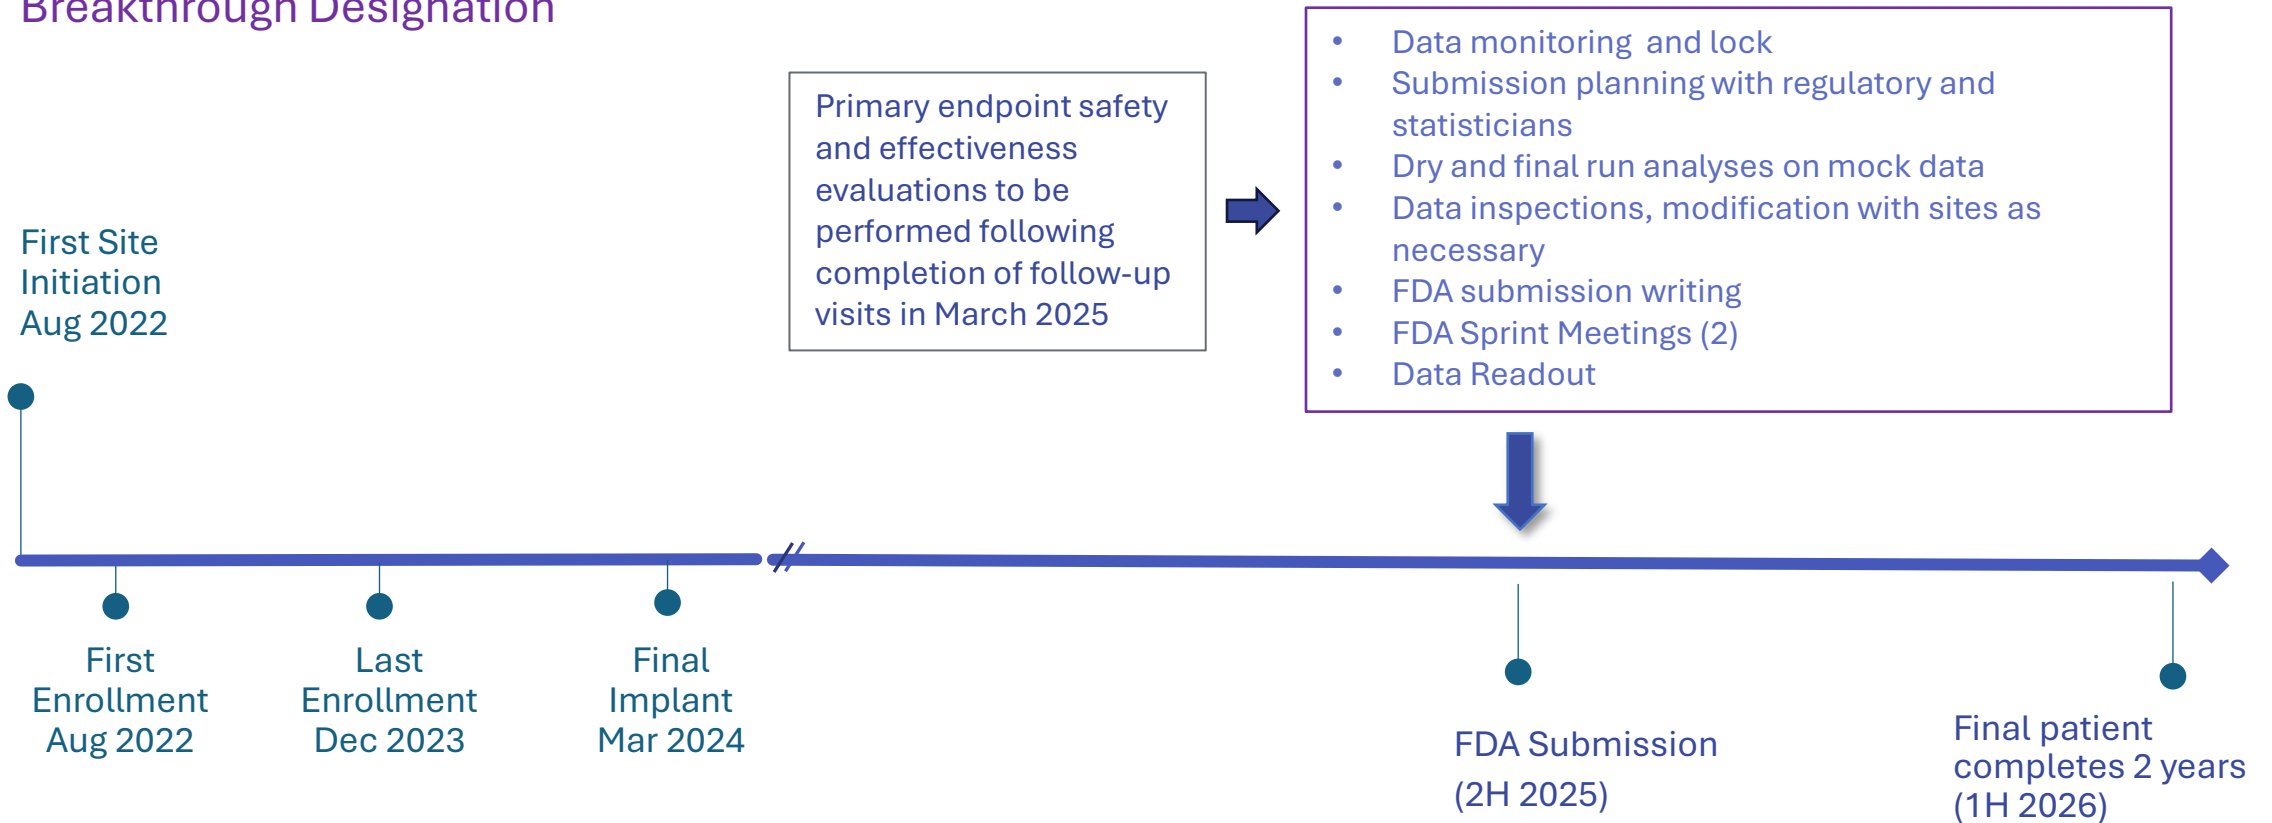 Breakthrough Designation
First Site
Initiation
Aug 2022
Primary endpoint safety
and effectiveness
evaluations to be
performed following
completion of follow-up
visits in March 2025
• Data monitoring and lock
• Submission planning with regulatory and
statisticians
• Dry and final run analyses on mock data
• Data inspections, modification with sites as
necessary
• FDA submission writing
• FDA Sprint Meetings (2)
• Data Readout
First
Enrollment
Aug 2022
Last
Enrollment
Dec 2023
Final
Implant
Mar 2024
FDA Submission
(2H 2025)
Final patient
completes 2 years
(1H 2026)